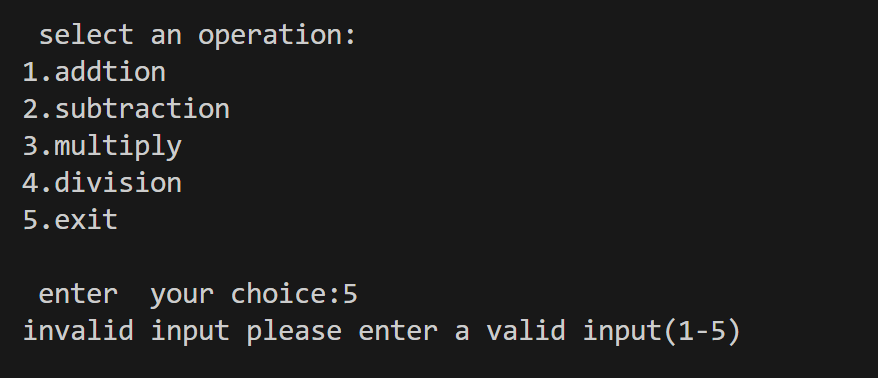 select an operation:
1.addtion
2.subtraction
3.multiply
4.division
5.exit
enter  your choice:5
invalid input please enter a valid input(1-5)